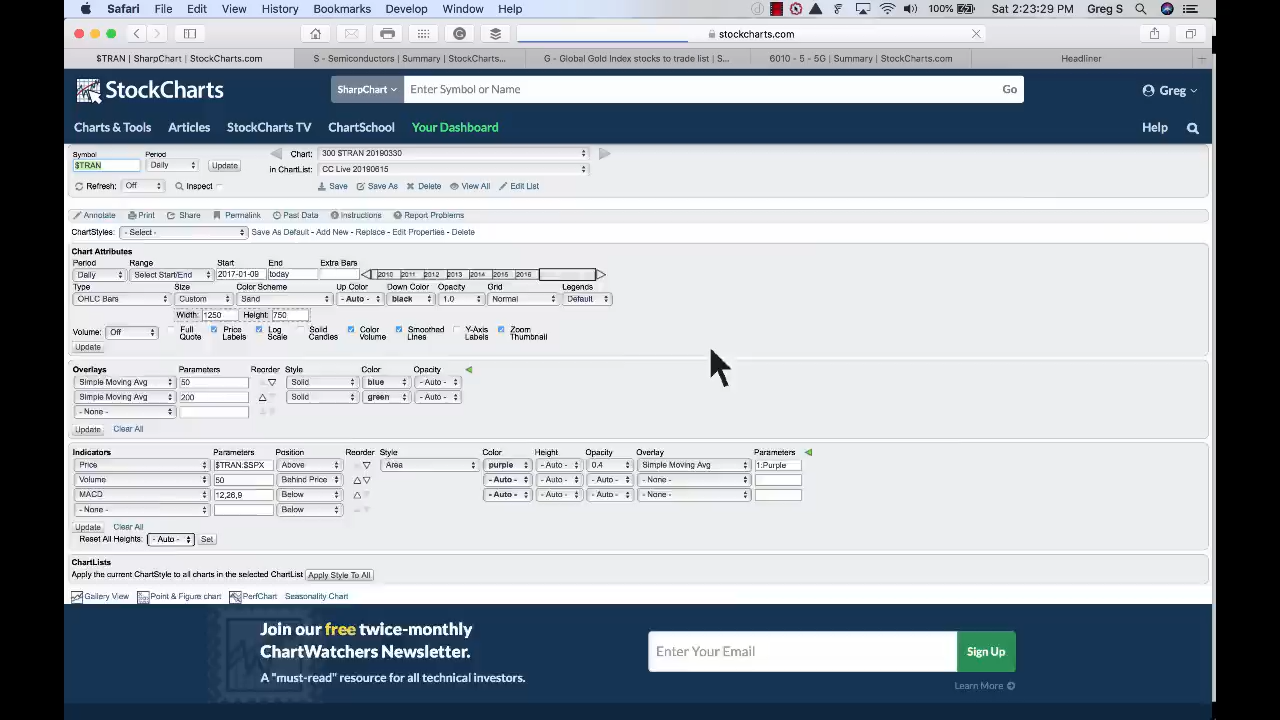 Safari File Edit View History Bookmarks Develop Window Help 100% Sat 2:23:29 PM Greg S
stockcharts.com
$TRAN | SharpChart | StockCharts.com S - Semiconductors | Summary | StockCharts... G - Global Gold Index stocks to trade list | S... 6010 - 5 - 5G | Summary | StockCharts.com Headliner
StockCharts SharpChart Enter Symbol or Name Go Greg
Charts & Tools Articles StockCharts TV ChartSchool Your Dashboard Help
Symbol Period Chart: 300 $TRAN 20190330
$TRAN Daily Update in ChartList: CC Live 20190615
Refresh: Off Inspect Save Save As Delete View All Edit List
Annotate Print Share Permalink Past Data Instructions Report Problems
ChartStyles: - Select - Save As Default - Add New - Replace - Edit Properties - Delete
Chart Attributes
Period Range Start End Extra Bars
Daily Select Start/End 2017-01-09 today 2010 2011 2012 2013 2014 2015 2016
Type Size Color Scheme Up Color Down Color Opacity Grid Legends
OHLC Bars Custom Sand - Auto - black 1.0 Normal Default
Width: 1250 Height: 750
Volume: Off Full Quote Price Labels Log Scale Solid Candles Color Volume Smoothed Lines Y-Axis Labels Zoom Thumbnail
Update
Overlays Parameters Reorder Style Color Opacity
Simple Moving Avg 50 Solid blue - Auto -
Simple Moving Avg 200 Solid green - Auto -
- None -
Update Clear All
Indicators Parameters Position Reorder Style Color Height Opacity Overlay Parameters
Price $TRAN:$SPX Above Area purple - Auto - 0.4 Simple Moving Avg 1:Purple
Volume 50 Behind Price - Auto - - Auto - - Auto - - None -
MACD 12,26,9 Below - Auto - - Auto - - Auto - - None -
- None - Below
Update Clear All
Reset All Heights: - Auto - Set
ChartLists
Apply the current ChartStyle to all charts in the selected ChartList Apply Style To All
Gallery View Point & Figure chart PerfChart Seasonality Chart
Join our free twice-monthly
ChartWatchers Newsletter.
A "must-read" resource for all technical investors.
Enter Your Email Sign Up
Learn More